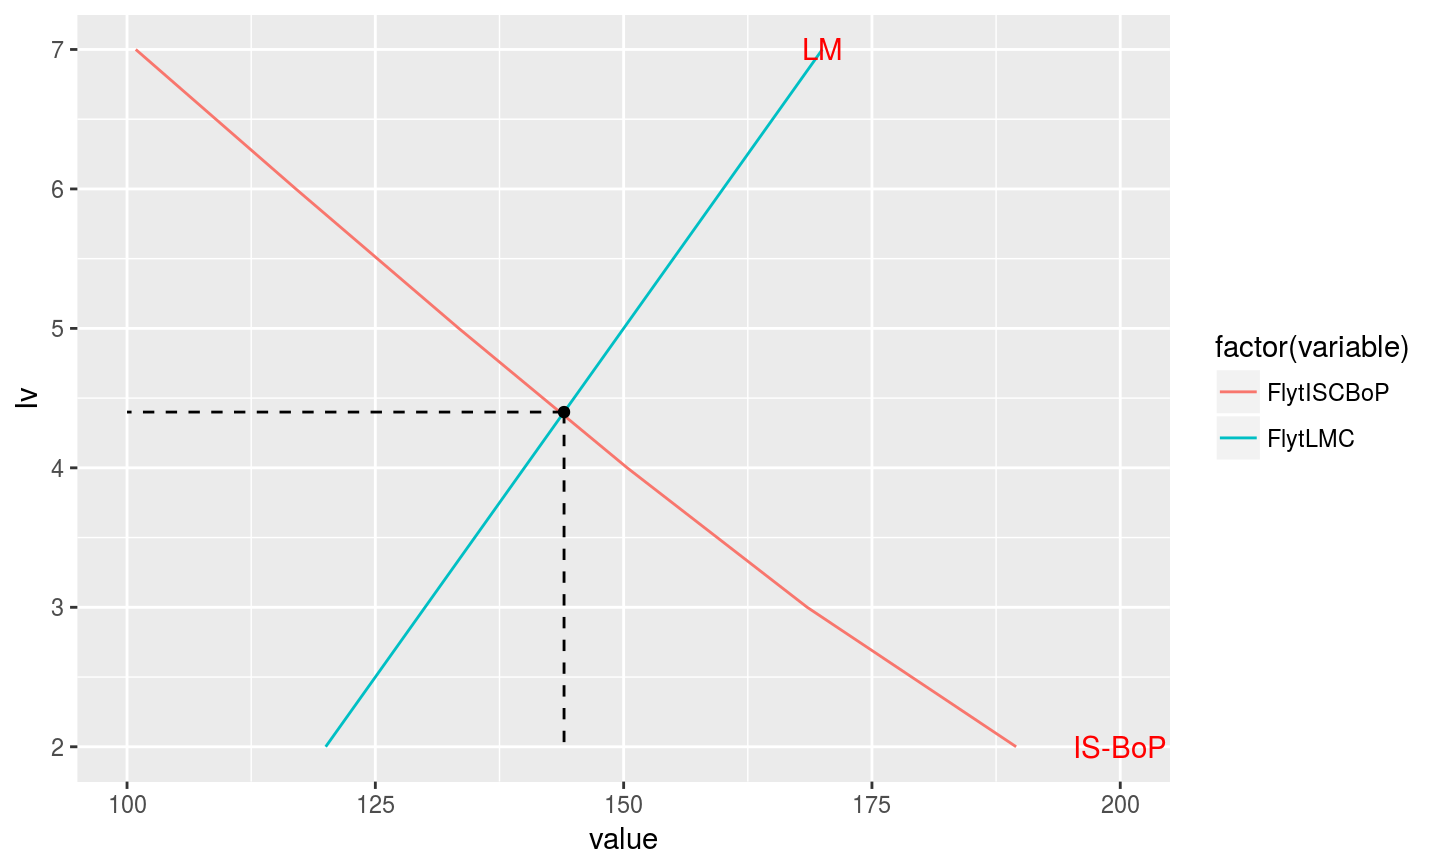 LM
7
6
5
4
3
2
Iv
IS-BoP
100 125 150 175 200
value
factor(variable)
FlytISCBoP
FlytLMC